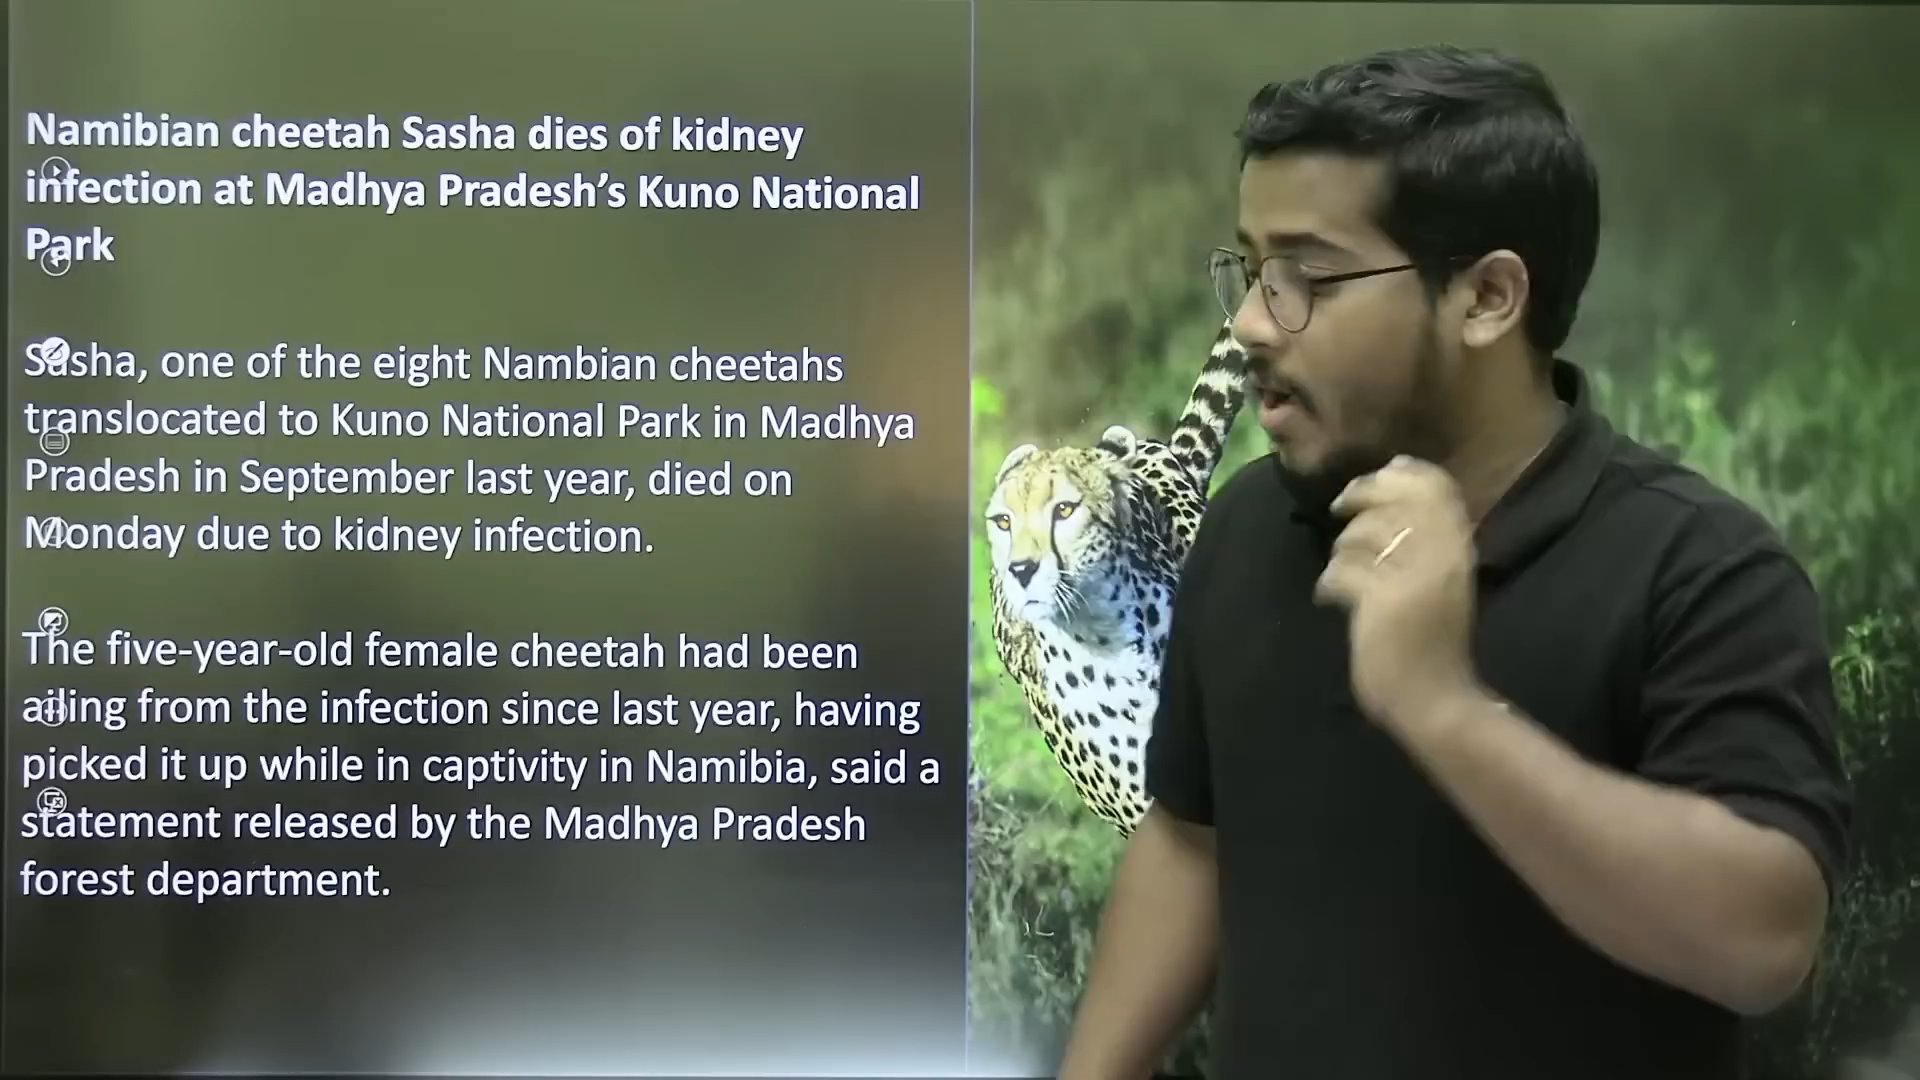 Namibian cheetah Sasha dies of kidney
infection at Madhya Pradesh’s Kuno National
Park
Sasha, one of the eight Nambian cheetahs
translocated to Kuno National Park in Madhya
Pradesh in September last year, died on
Monday due to kidney infection.
The five-year-old female cheetah had been
ailing from the infection since last year, having
picked it up while in captivity in Namibia, said a
statement released by the Madhya Pradesh
forest department.